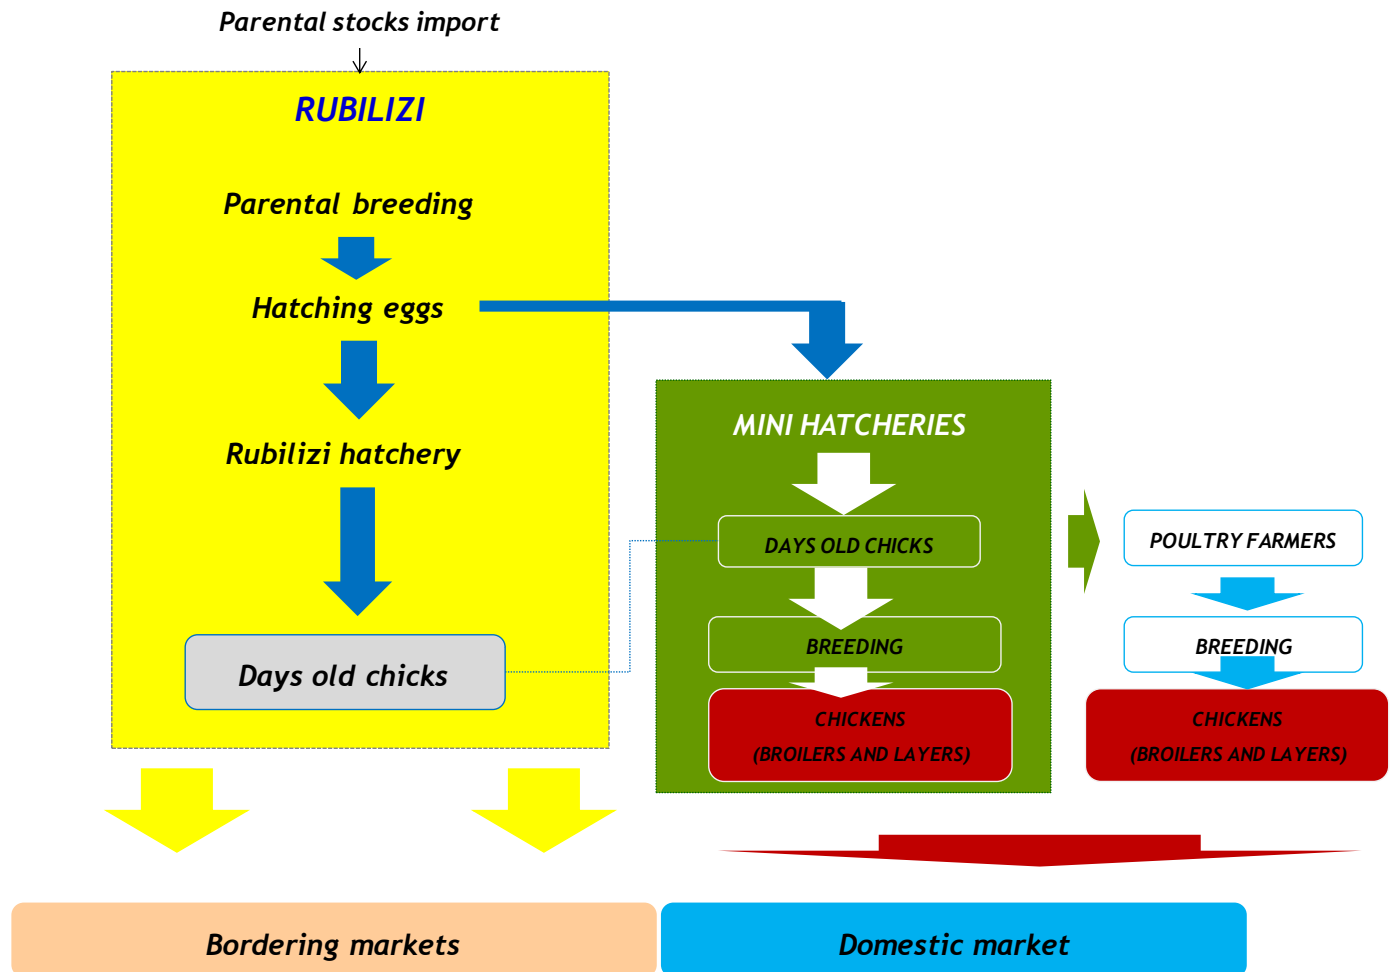 Parental stocks import
RUBILIZI
Parental breeding
Hatching eggs
Rubilizi hatchery
Days old chicks
MINI HATCHERIES
DAYS OLD CHICKS
BREEDING
CHICKENS
(BROILERS AND LAYERS)
POULTRY FARMERS
BREEDING
CHICKENS
(BROILERS AND LAYERS)
Bordering markets
Domestic market